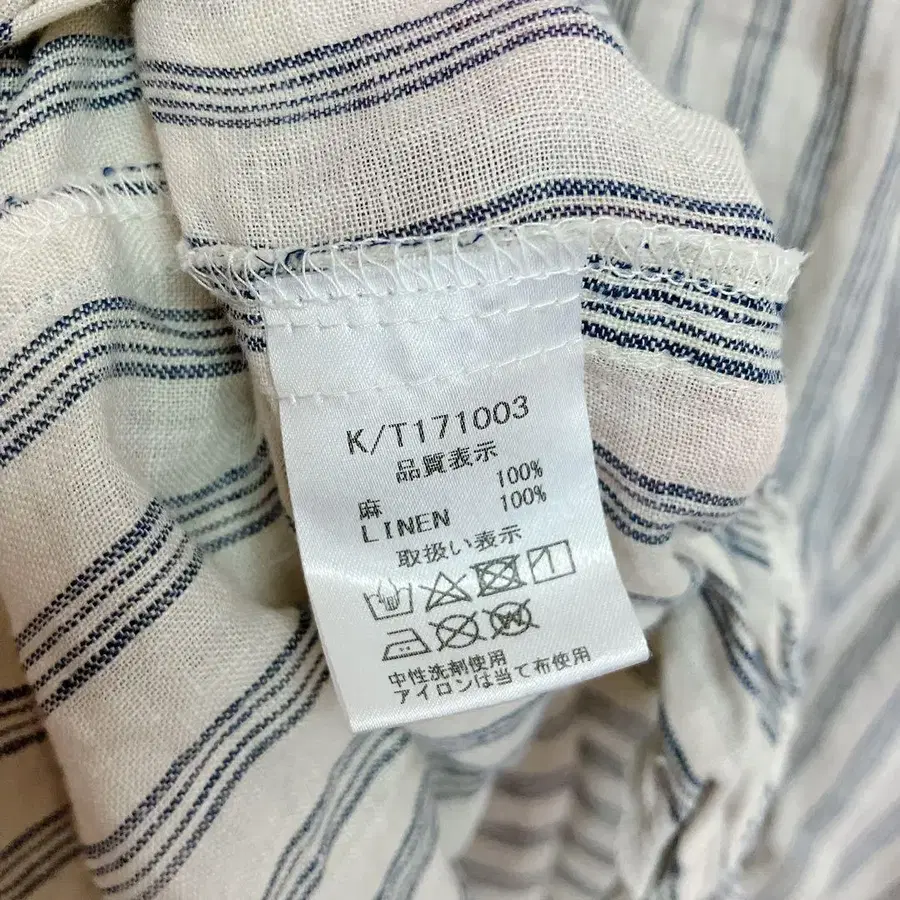 K/T171003
品質表示
麻 100%
LINEN 100%
取扱い表示
中性洗剤使用
アイロンは当て布使用